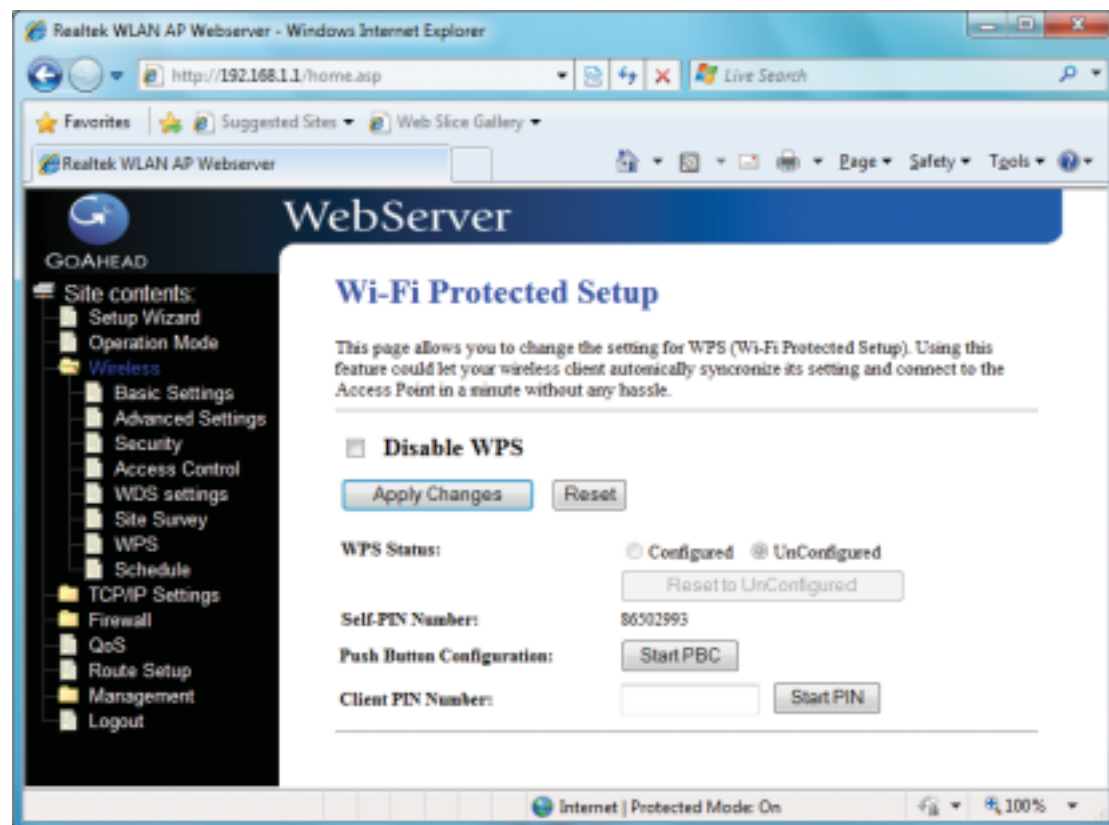 Realtek WLAN AP Webserver - Windows Internet Explorer
http://192.168.1.1/home.asp
Live Search
Favorites
Suggested Sites
Web Slice Gallery
Realtek WLAN AP Webserver
Page
Safety
Tools
GOAHEAD
WebServer
Site contents:
Setup Wizard
Operation Mode
Wireless
Basic Settings
Advanced Settings
Security
Access Control
WDS settings
Site Survey
WPS
Schedule
TCP/IP Settings
Firewall
QoS
Route Setup
Management
Logout
Wi-Fi Protected Setup
This page allows you to change the setting for WPS (Wi-Fi Protected Setup). Using this
feature could let your wireless client automically syncronize its setting and connect to the
Access Point in a minute without any hassle.
Disable WPS
Apply Changes
Reset
WPS Status:
Configured
UnConfigured
Reset to UnConfigured
Self-PIN Number:
86502993
Push Button Configuration:
Start PBC
Client PIN Number:
Start PIN
Internet | Protected Mode: On
100%